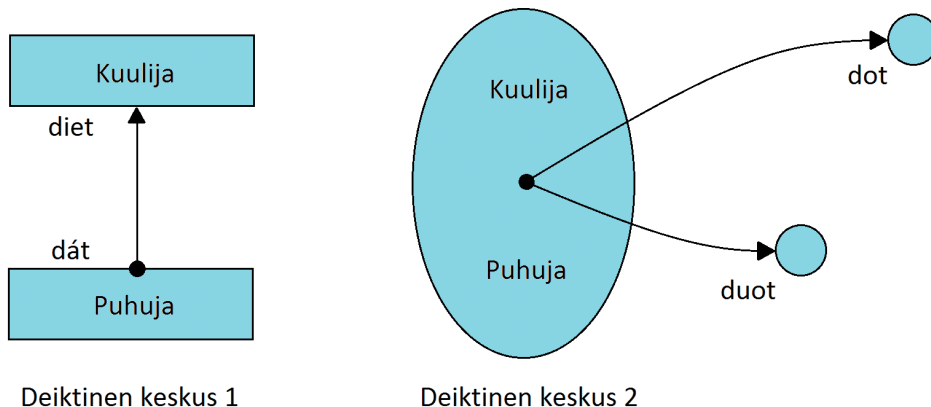 Kuulija
diet
dát
Puhuja
Deiktinen keskus 1
Kuulija
dot
Puhuja
duot
Deiktinen keskus 2